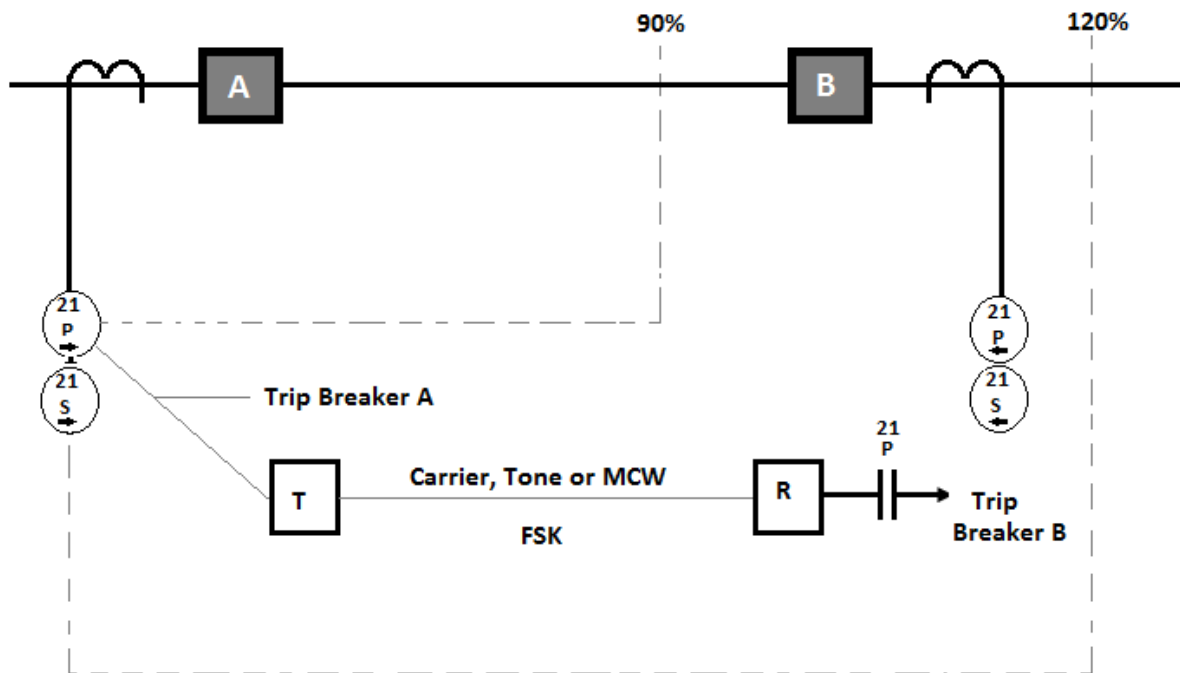 90%
120%
A
B
21
P
21
S
21
P
21
S
Trip Breaker A
21
P
T
Carrier, Tone or MCW
R
FSK
Trip
Breaker B